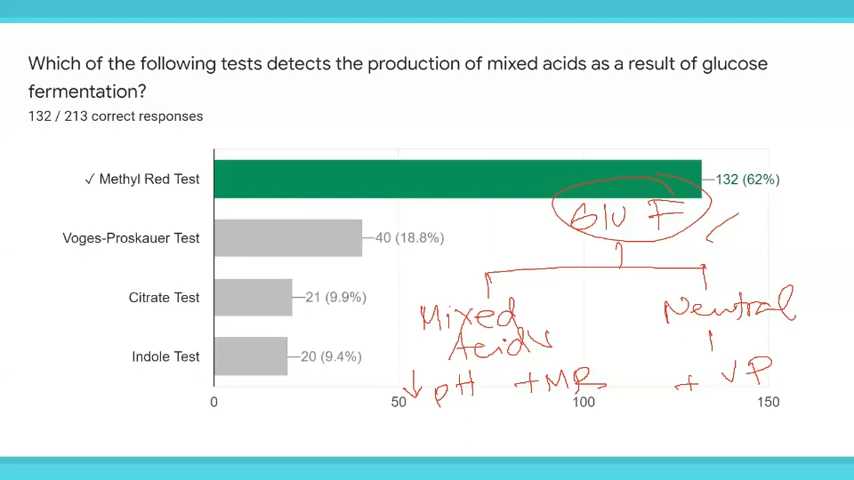 Which of the following tests detects the production of mixed acids as a result of glucose
fermentation?
132 / 213 correct responses
✓ Methyl Red Test
132 (62%)
Glu F
Voges-Proskauer Test
40 (18.8%)
Citrate Test
21 (9.9%)
Mixed
Acids
Neutral
Indole Test
20 (9.4%)
↓ pH +MR
+ VP
0 50 100 150